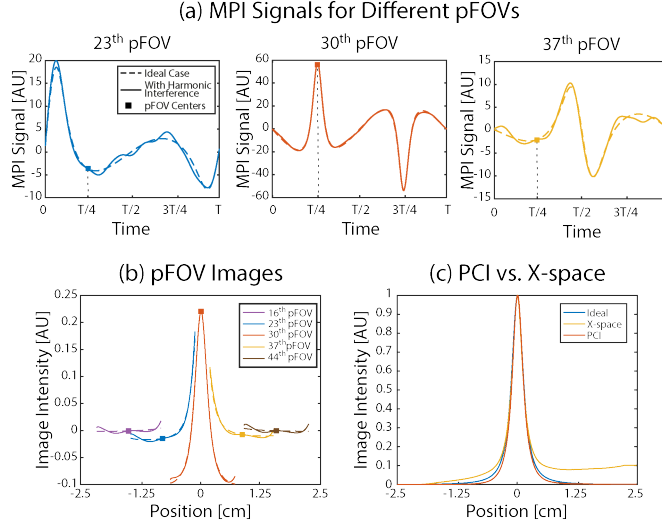 (a) MPI Signals for Different pFOVs
23th pFOV
30th pFOV
37th pFOV
MPI Signal [AU]
20
15
10
5
0
-5
-10
0
T/4
T/2
3T/4
T
Time
Ideal Case
With Harmonic
Interference
pFOV Centers
MPI Signal [AU]
60
40
20
0
-20
-40
-60
0
T/4
T/2
3T/4
T
Time
MPI Signal [AU]
15
10
5
0
-5
-10
-15
0
T/4
T/2
3T/4
Time
(b) pFOV Images
(c) PCI vs. X-space
Image Intensity [AU]
0.25
0.2
0.15
0.1
0.05
0
-0.05
-0.1
-2.5
-1.25
0
1.25
2.5
Position [cm]
16th pFOV
23th pFOV
30th pFOV
37th pFOV
44th pFOV
Image Intensity [AU]
1
0.9
0.8
0.7
0.6
0.5
0.4
0.3
0.2
0.1
0
-2.5
-1.25
0
1.25
2.5
Position [cm]
Ideal
X-space
PCI